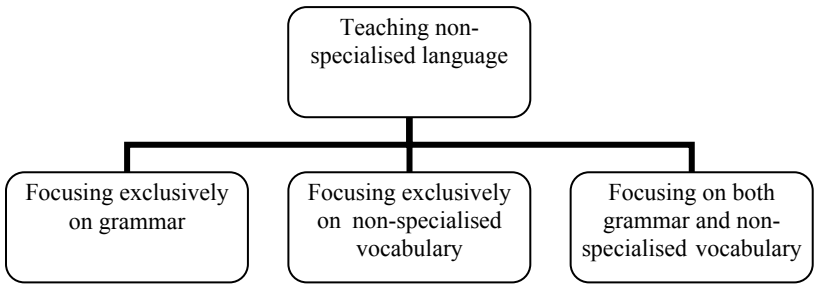 Teaching non-
specialised language
Focusing exclusively
on grammar
Focusing exclusively
on non-specialised
vocabulary
Focusing on both
grammar and non-
specialised vocabulary